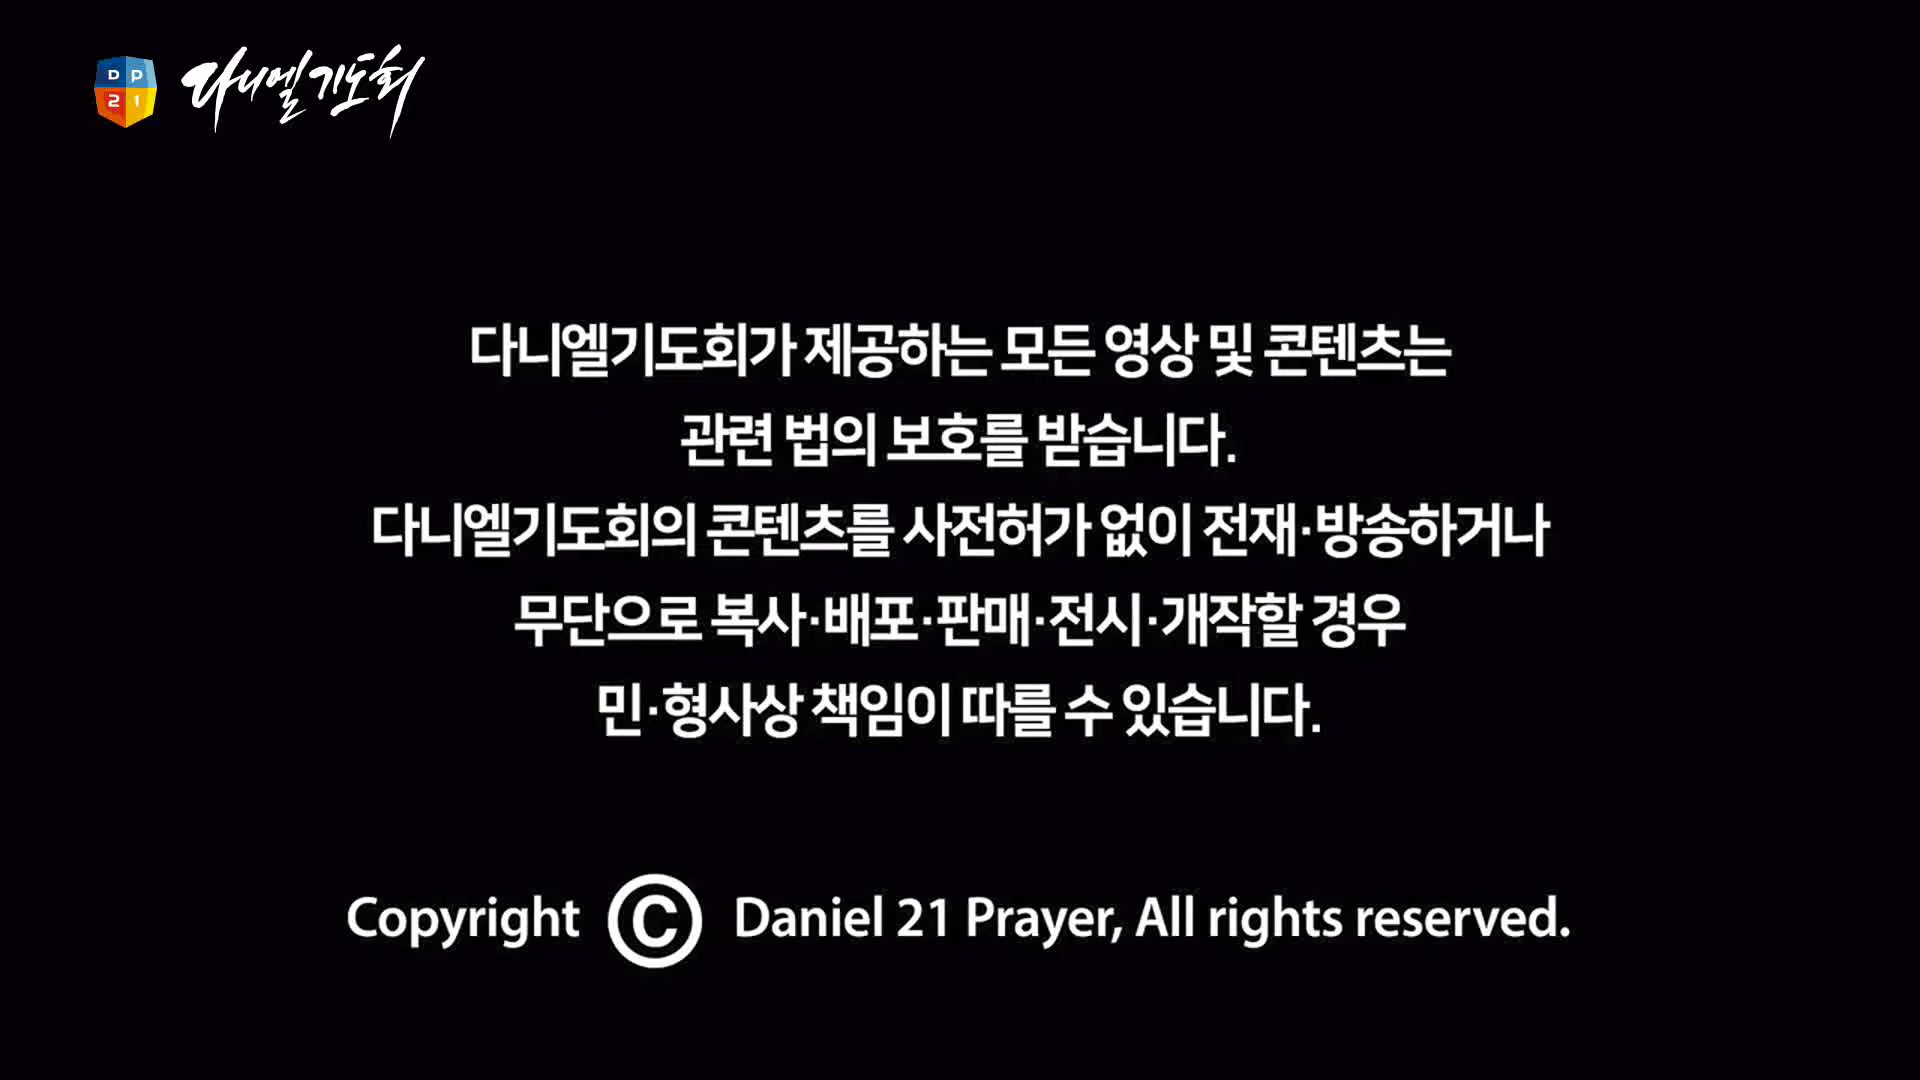 DP
21
다니엘기도회
다니엘기도회가 제공하는 모든 영상 및 콘텐츠는
관련 법의 보호를 받습니다.
다니엘기도회의 콘텐츠를 사전허가 없이 전재·방송하거나
무단으로 복사·배포·판매·전시·개작할 경우
민·형사상 책임이 따를 수 있습니다.
Copyright © Daniel 21 Prayer, All rights reserved.